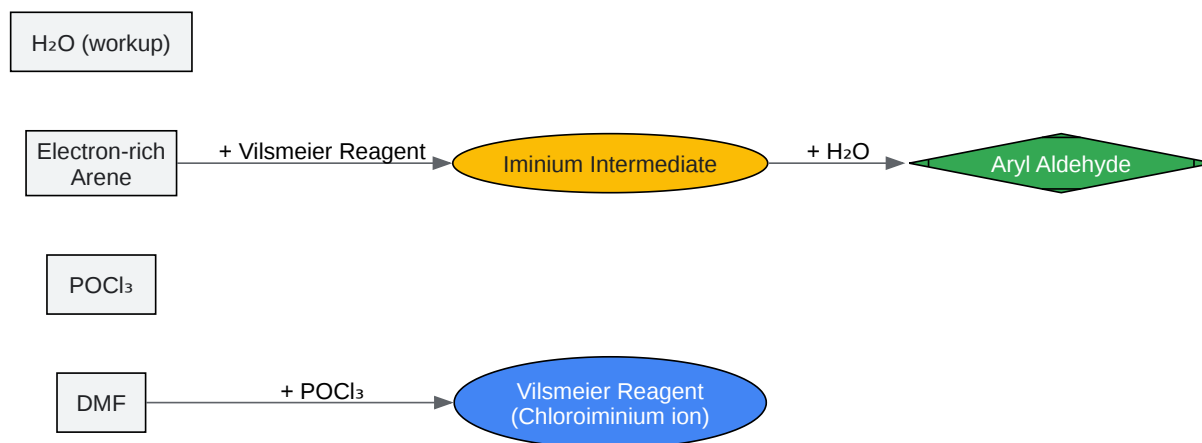 H₂O (workup)
Electron-rich
Arene
+ Vilsmeier Reagent
Iminium Intermediate
+ H₂O
Aryl Aldehyde
POCl₃
DMF
+ POCl₃
Vilsmeier Reagent
(Chloroiminium ion)